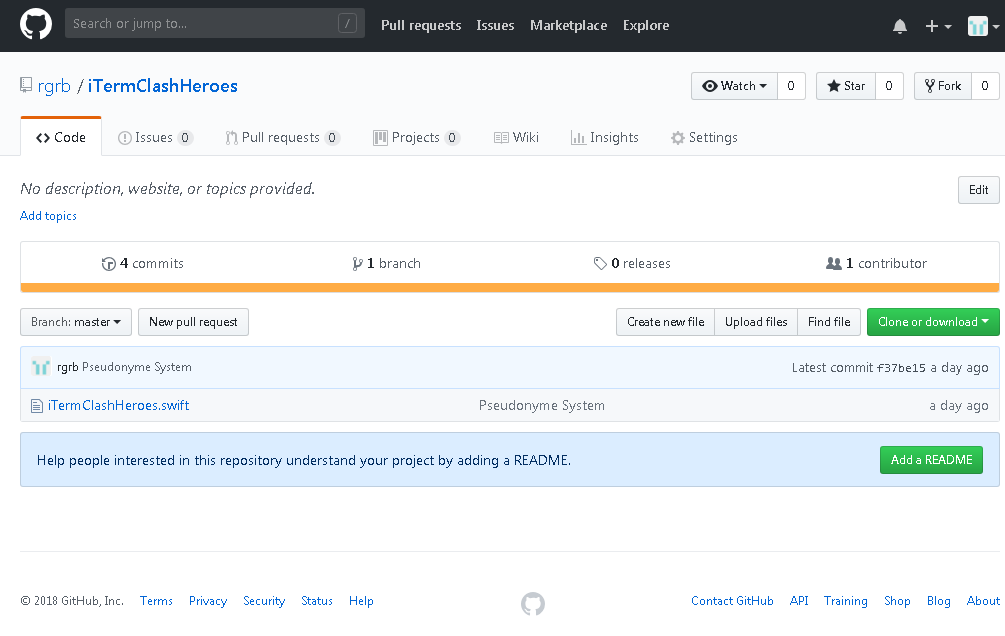 Search or jump to... / Pull requests Issues Marketplace Explore
rgrb / iTermClashHeroes Watch 0 Star 0 Fork 0
Code Issues 0 Pull requests 0 Projects 0 Wiki Insights Settings
No description, website, or topics provided. Edit
Add topics
4 commits 1 branch 0 releases 1 contributor
Branch: master New pull request Create new file Upload files Find file Clone or download
rgrb Pseudonyme System Latest commit f37be15 a day ago
iTermClashHeroes.swift Pseudonyme System a day ago
Help people interested in this repository understand your project by adding a README. Add a README
© 2018 GitHub, Inc. Terms Privacy Security Status Help Contact GitHub API Training Shop Blog About